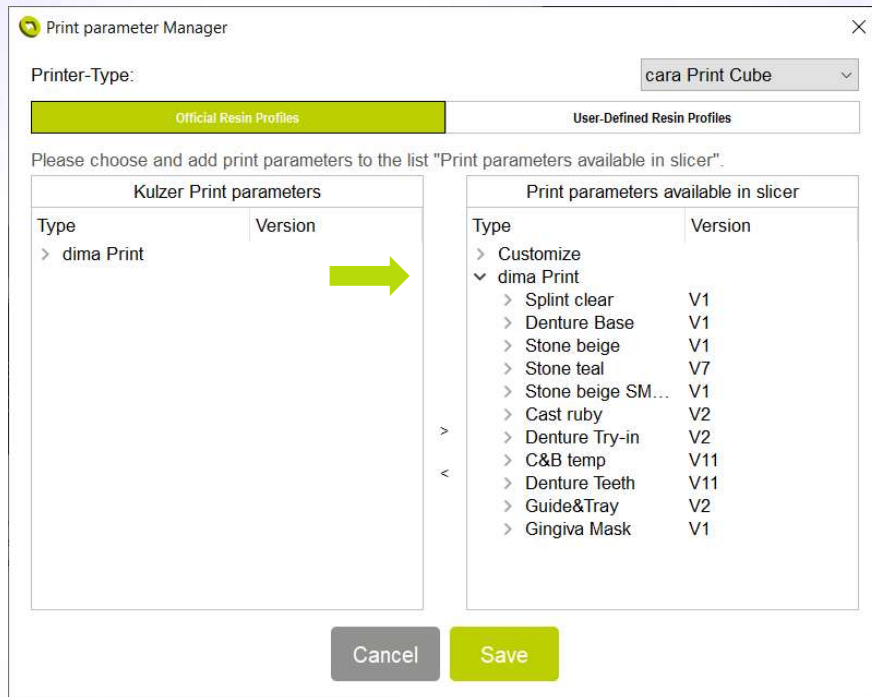 Print parameter Manager
Printer-Type: cara Print Cube
Official Resin Profiles User-Defined Resin Profiles
Please choose and add print parameters to the list "Print parameters available in slicer".
Kulzer Print parameters
Type Version
> dima Print
>
<
Print parameters available in slicer
Type Version
Customize
dima Print
Splint clear V1
Denture Base V1
Stone beige V1
Stone teal V7
Stone beige SM... V1
Cast ruby V2
Denture Try-in V2
C&B temp V11
Denture Teeth V11
Guide&Tray V2
Gingiva Mask V1
Cancel Save